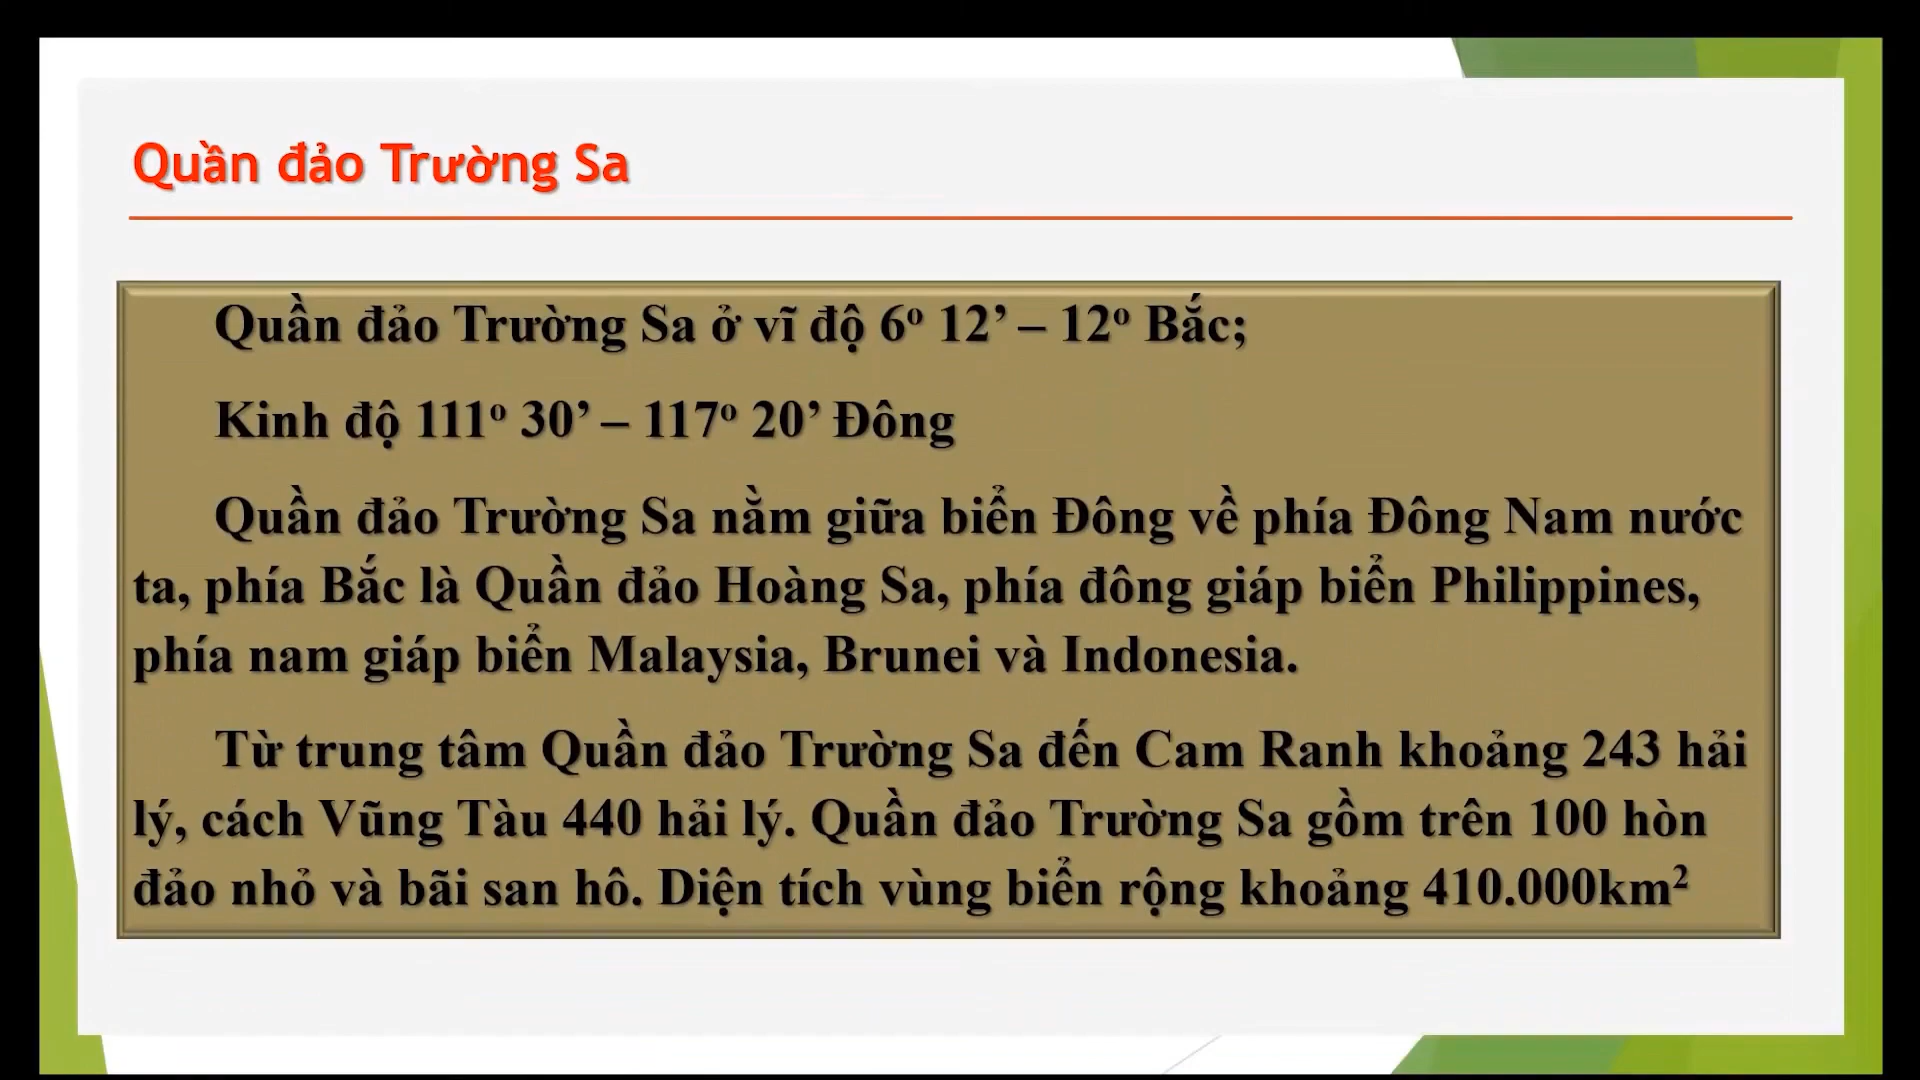 Quần đảo Trường Sa
Quần đảo Trường Sa ở vĩ độ 6º 12’ – 12º Bắc;
Kinh độ 111º 30’ – 117º 20’ Đông
Quần đảo Trường Sa nằm giữa biển Đông về phía Đông Nam nước
ta, phía Bắc là Quần đảo Hoàng Sa, phía đông giáp biển Philippines,
phía nam giáp biển Malaysia, Brunei và Indonesia.
Từ trung tâm Quần đảo Trường Sa đến Cam Ranh khoảng 243 hải
lý, cách Vũng Tàu 440 hải lý. Quần đảo Trường Sa gồm trên 100 hòn
đảo nhỏ và bãi san hô. Diện tích vùng biển rộng khoảng 410.000km²